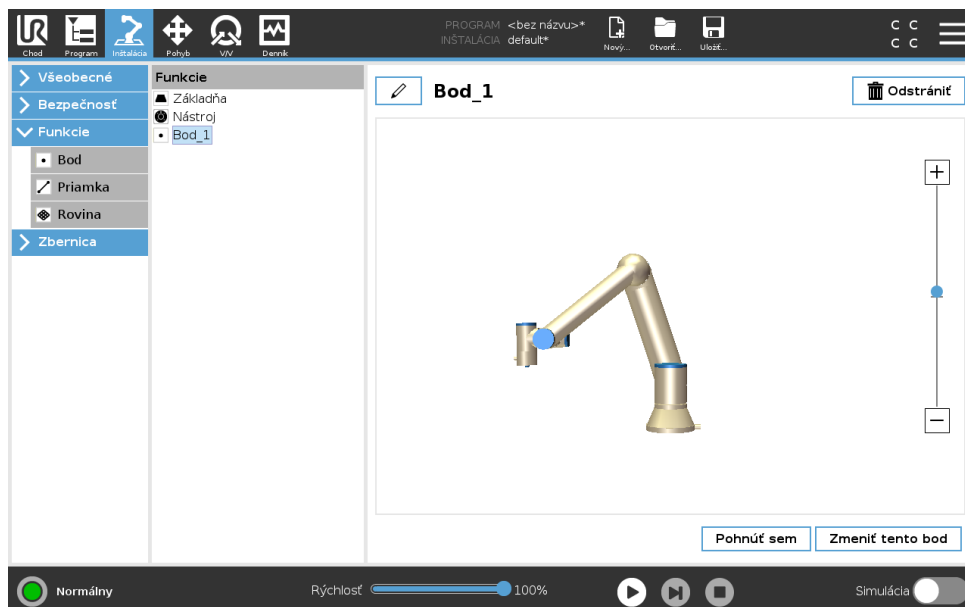 Chod
Program
Inštalácia
Pohyb
V/V
Denník
PROGRAM <bez názvu>*
INŠTALÁCIA default*
Nový...
Otvoriť...
Uložiť...
C C
C C
Všeobecné
Bezpečnosť
Funkcie
Bod
Priamka
Rovina
Zbernica
Funkcie
Základňa
Nástroj
Bod_1
Bod_1
Odstrániť
Pohnúť sem
Zmeniť tento bod
Normálny
Rýchlosť
100%
Simulácia